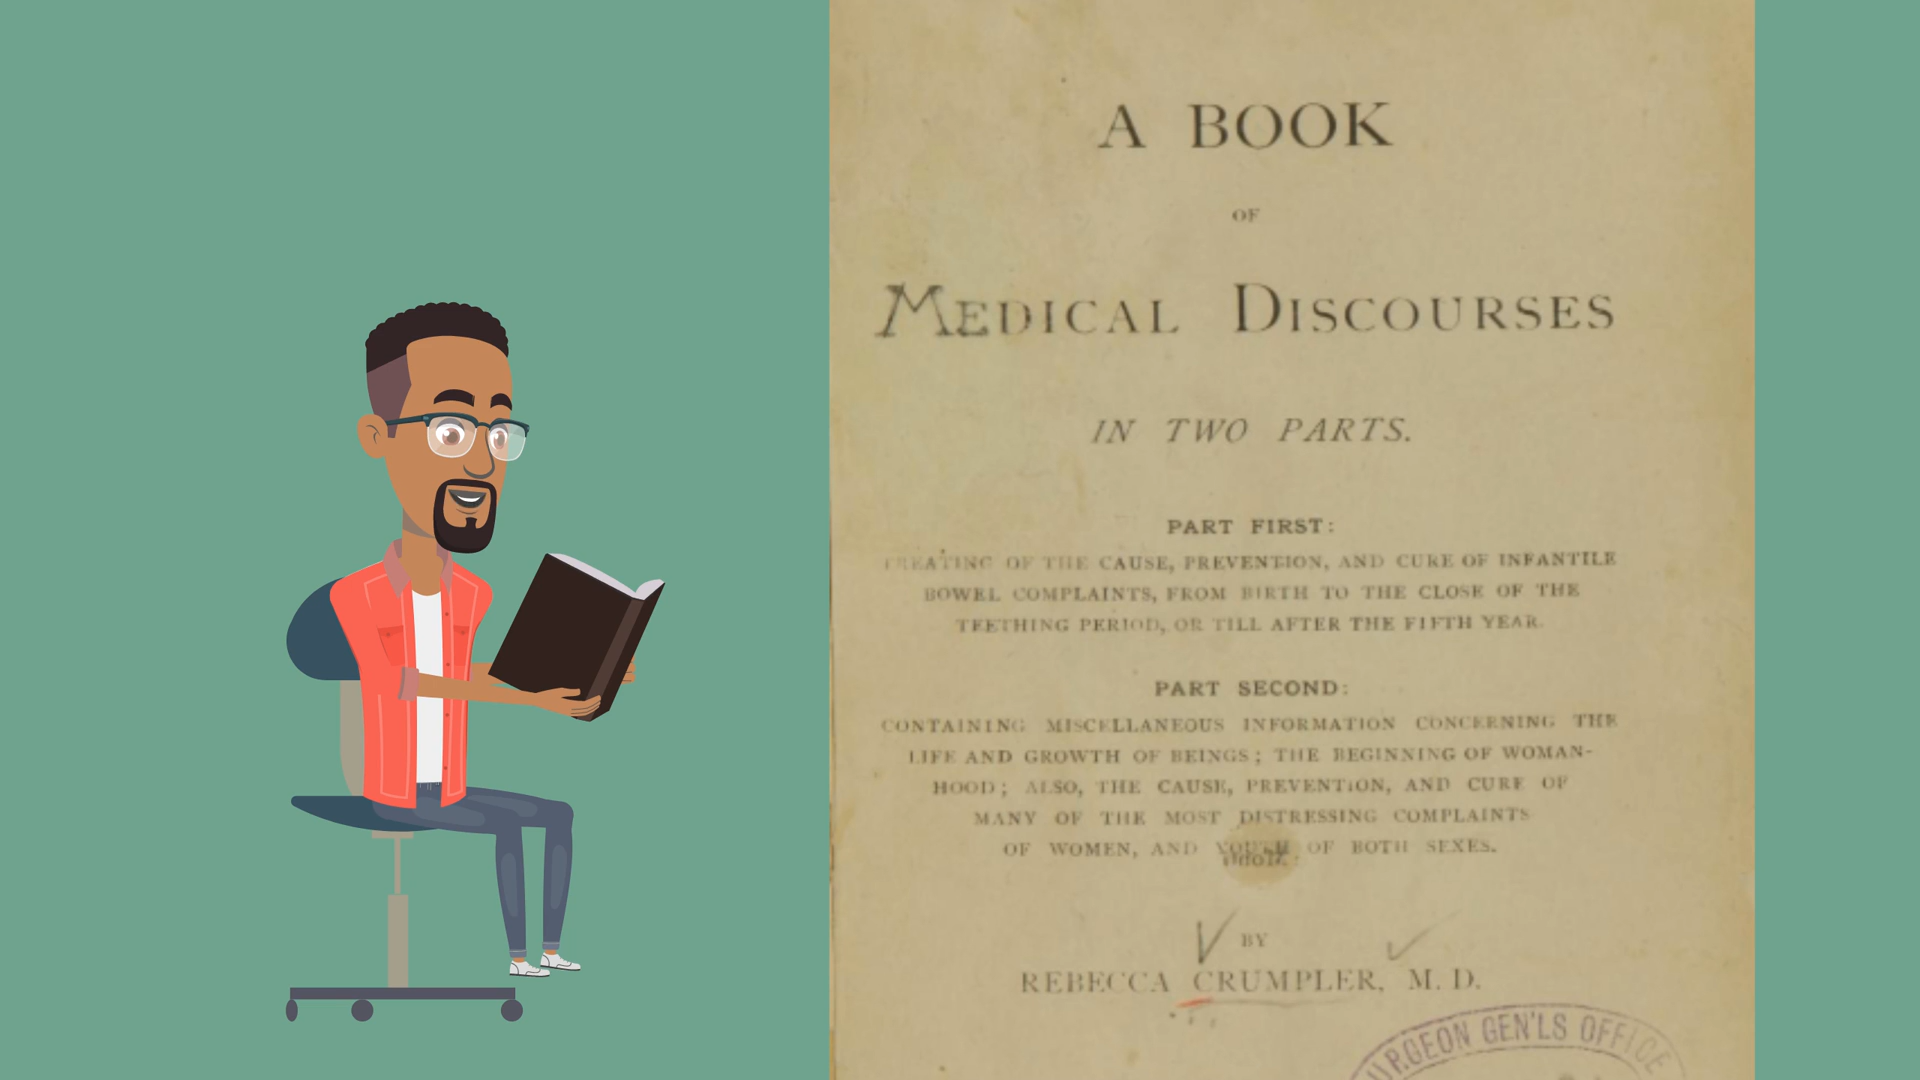 A BOOK
OF
MEDICAL DISCOURSES
IN TWO PARTS.
PART FIRST:
TREATING OF THE CAUSE, PREVENTION, AND CURE OF INFANTILE
BOWEL COMPLAINTS, FROM BIRTH TO THE CLOSE OF THE
TEETHING PERIOD, OR TILL AFTER THE FIFTH YEAR.
PART SECOND:
CONTAINING MISCELLANEOUS INFORMATION CONCERNING THE
LIFE AND GROWTH OF BEINGS; THE BEGINNING OF WOMAN-
HOOD; ALSO, THE CAUSE, PREVENTION, AND CURE OF
MANY OF THE MOST DISTRESSING COMPLAINTS
OF WOMEN, AND YOUTH OF BOTH SEXES.
BY
REBECCA CRUMPLER, M. D.
SURGEON GEN'LS OFFICE